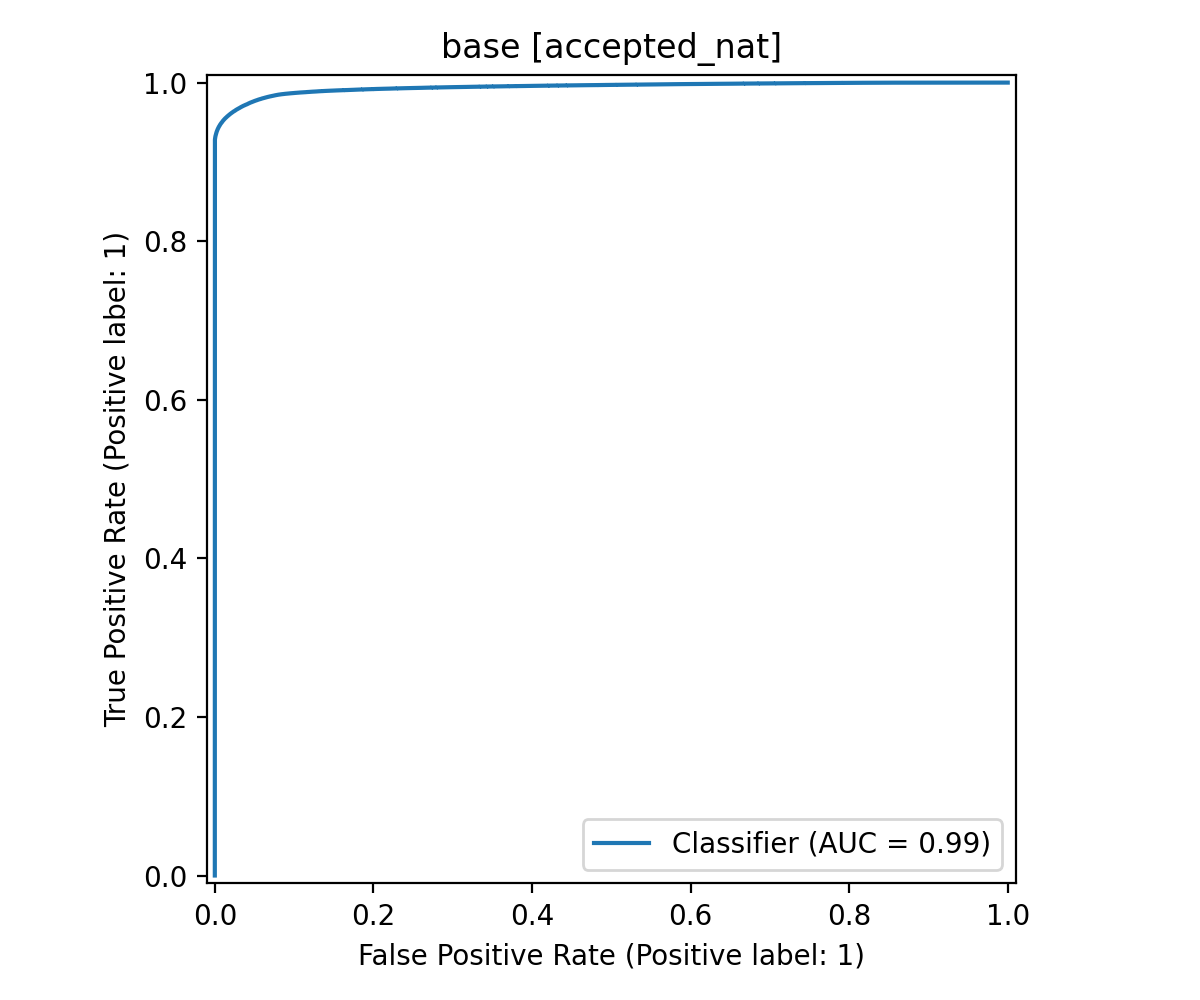 base [accepted_nat]
1.0
0.8
0.6
0.4
0.2
0.0
True Positive Rate (Positive label: 1)
Classifier (AUC = 0.99)
0.0 0.2 0.4 0.6 0.8 1.0
False Positive Rate (Positive label: 1)